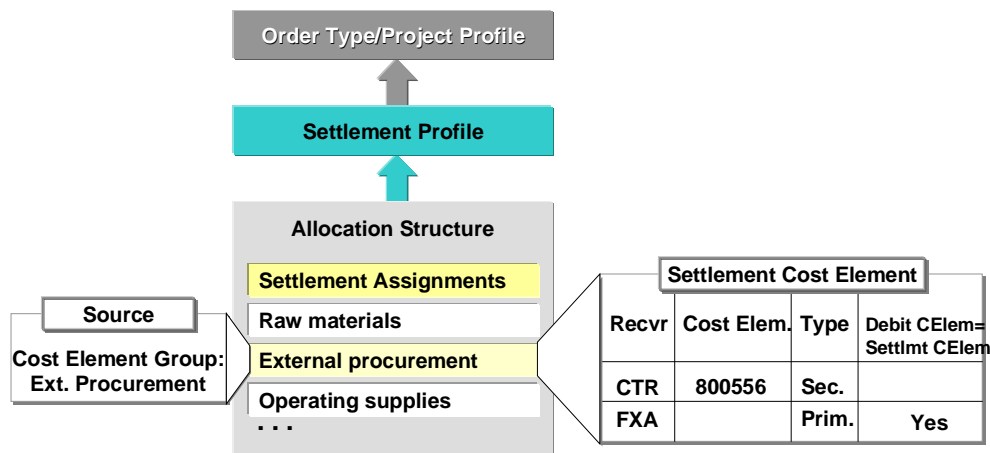 Order Type/Project Profile
Settlement Profile
Allocation Structure
Settlement Assignments
Raw materials
External procurement
Operating supplies
. . .
Source
Cost Element Group:
Ext. Procurement
Settlement Cost Element
Recvr Cost Elem. Type Debit CElem=
Settlmt CElem
CTR 800556 Sec.
FXA Prim. Yes